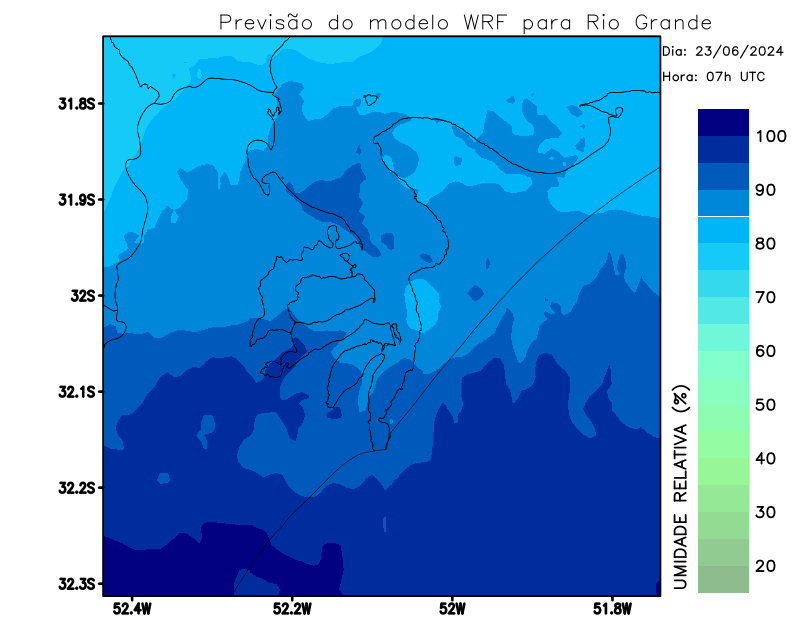 Previsão do modelo WRF para Rio Grande
Dia: 23/06/2024
Hora: 07h UTC
31.8S
31.9S
32S
32.1S
32.2S
32.3S
52.4W
52.2W
52W
51.8W
UMIDADE RELATIVA (%)
100
90
80
70
60
50
40
30
20